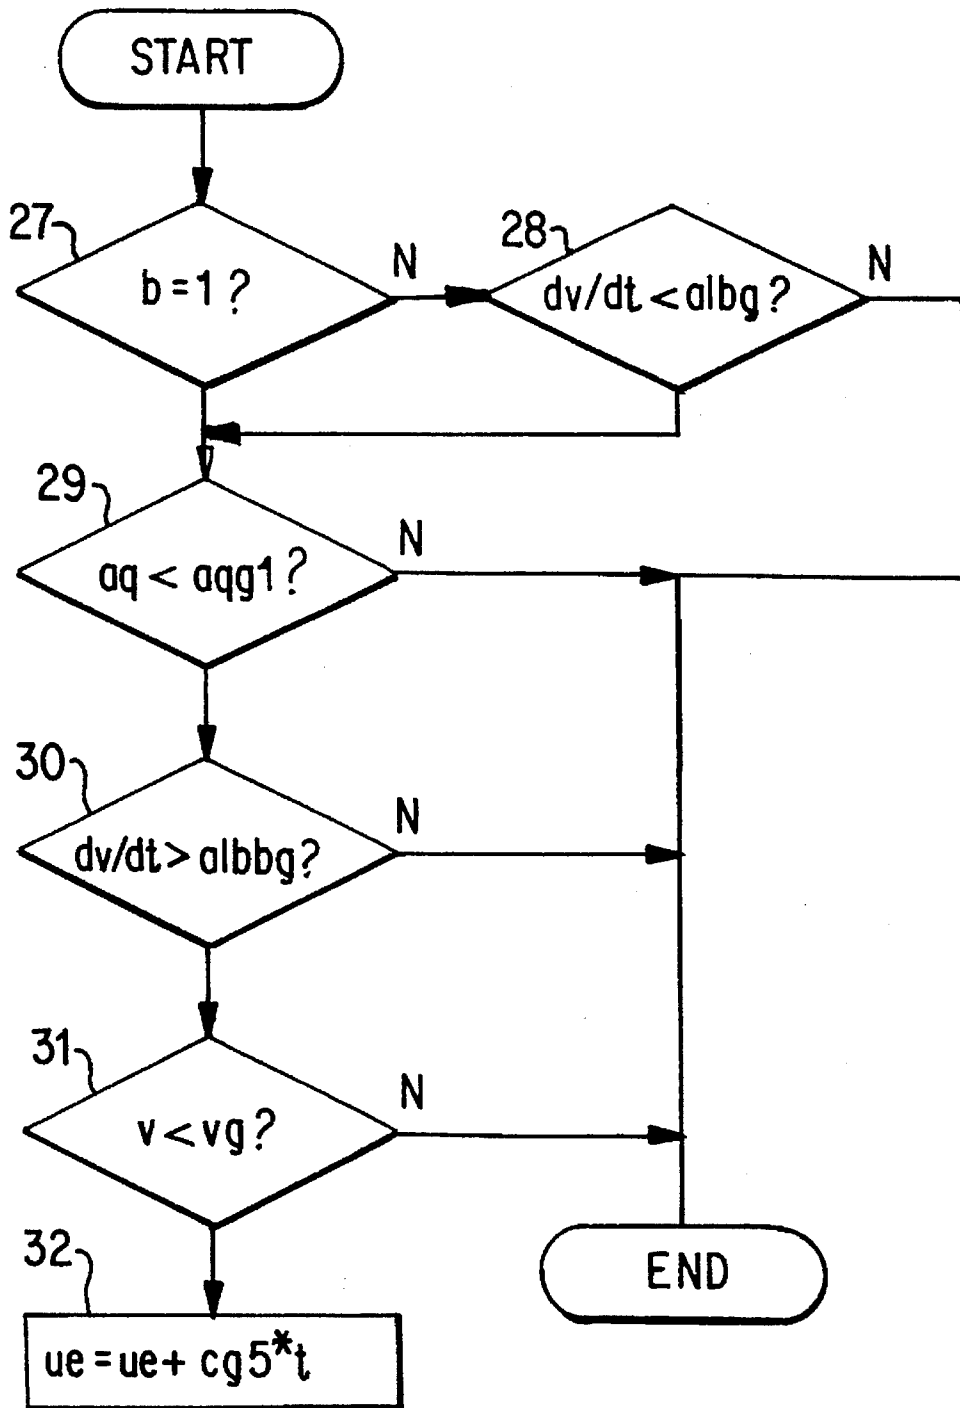 START
27
b=1?
N
28
dv/dt<albg?
N
29
aq < aqg1?
N
30
dv/dt> albbg?
N
31
v<vg?
N
32
ue=ue+ cg5*t
END